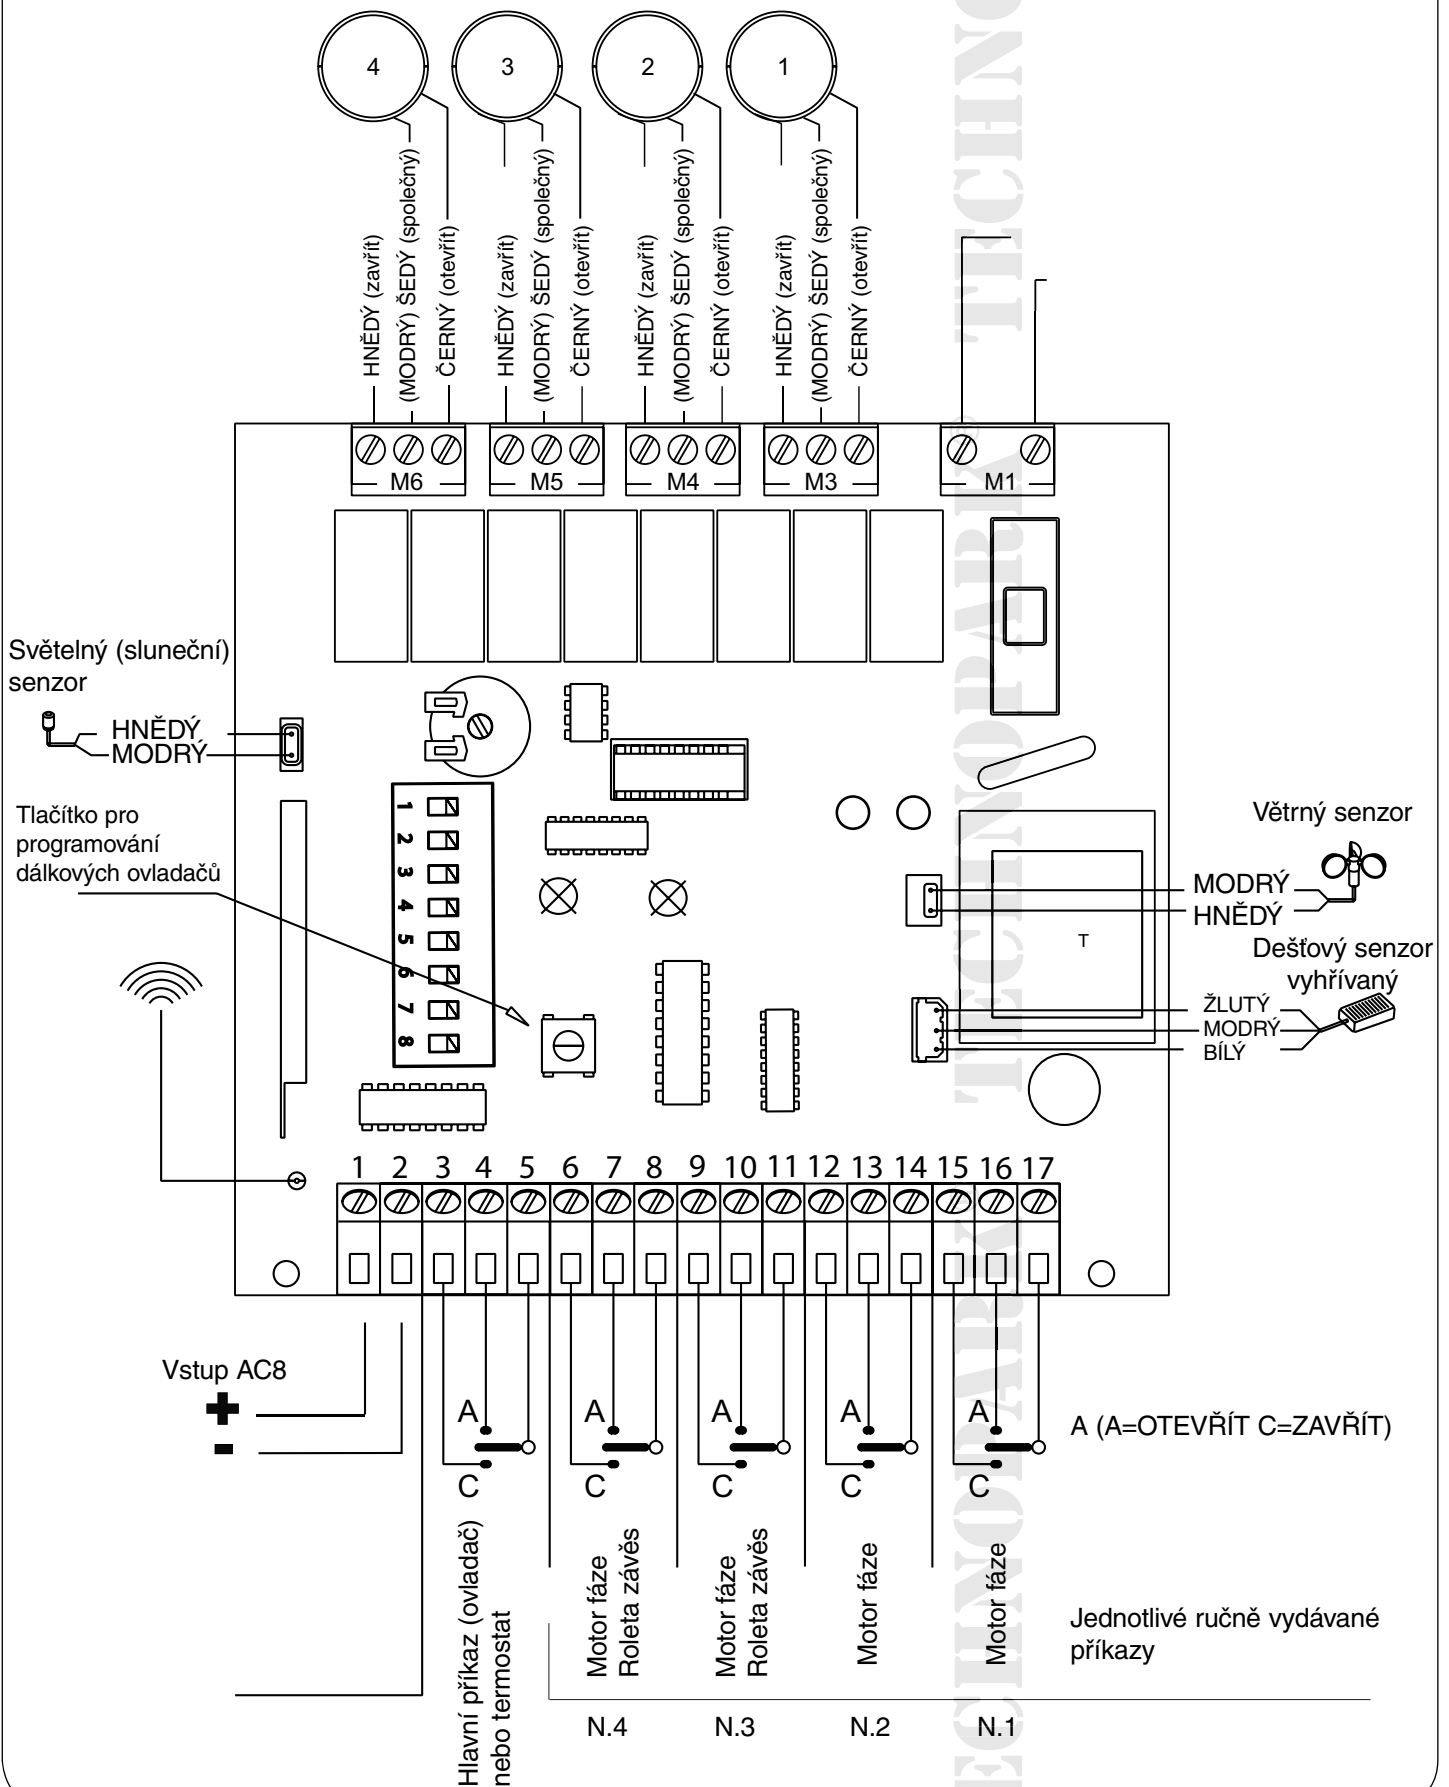 4 3 2 1
HNĚDÝ (zavřít)
(MODRÝ) ŠEDÝ (společný)
ČERNÝ (otevřít)
HNĚDÝ (zavřít)
(MODRÝ) ŠEDÝ (společný)
ČERNÝ (otevřít)
HNĚDÝ (zavřít)
(MODRÝ) ŠEDÝ (společný)
ČERNÝ (otevřít)
HNĚDÝ (zavřít)
(MODRÝ) ŠEDÝ (společný)
ČERNÝ (otevřít)
M6 M5 M4 M3 M1
Světelný (sluneční)
senzor
HNĚDÝ
MODRÝ
Tlačítko pro
programování
dálkových ovladačů
1
2
3
4
5
6
7
8
T
Větrný senzor
MODRÝ
HNĚDÝ
Dešťový senzor
vyhřívaný
ŽLUTÝ
MODRÝ
BÍLÝ
1 2 3 4 5 6 7 8 9 10 11 12 13 14 15 16 17
Vstup AC8
+
-
A A A A A
C C C C C
A (A=OTEVŘÍT C=ZAVŘÍT)
Hlavní příkaz (ovladač)
nebo termostat
Motor fáze
Roleta závěs
Motor fáze
Roleta závěs
Motor fáze
Motor fáze
Jednotlivé ručně vydávané
příkazy
N.4 N.3 N.2 N.1
TECHNOPARK®